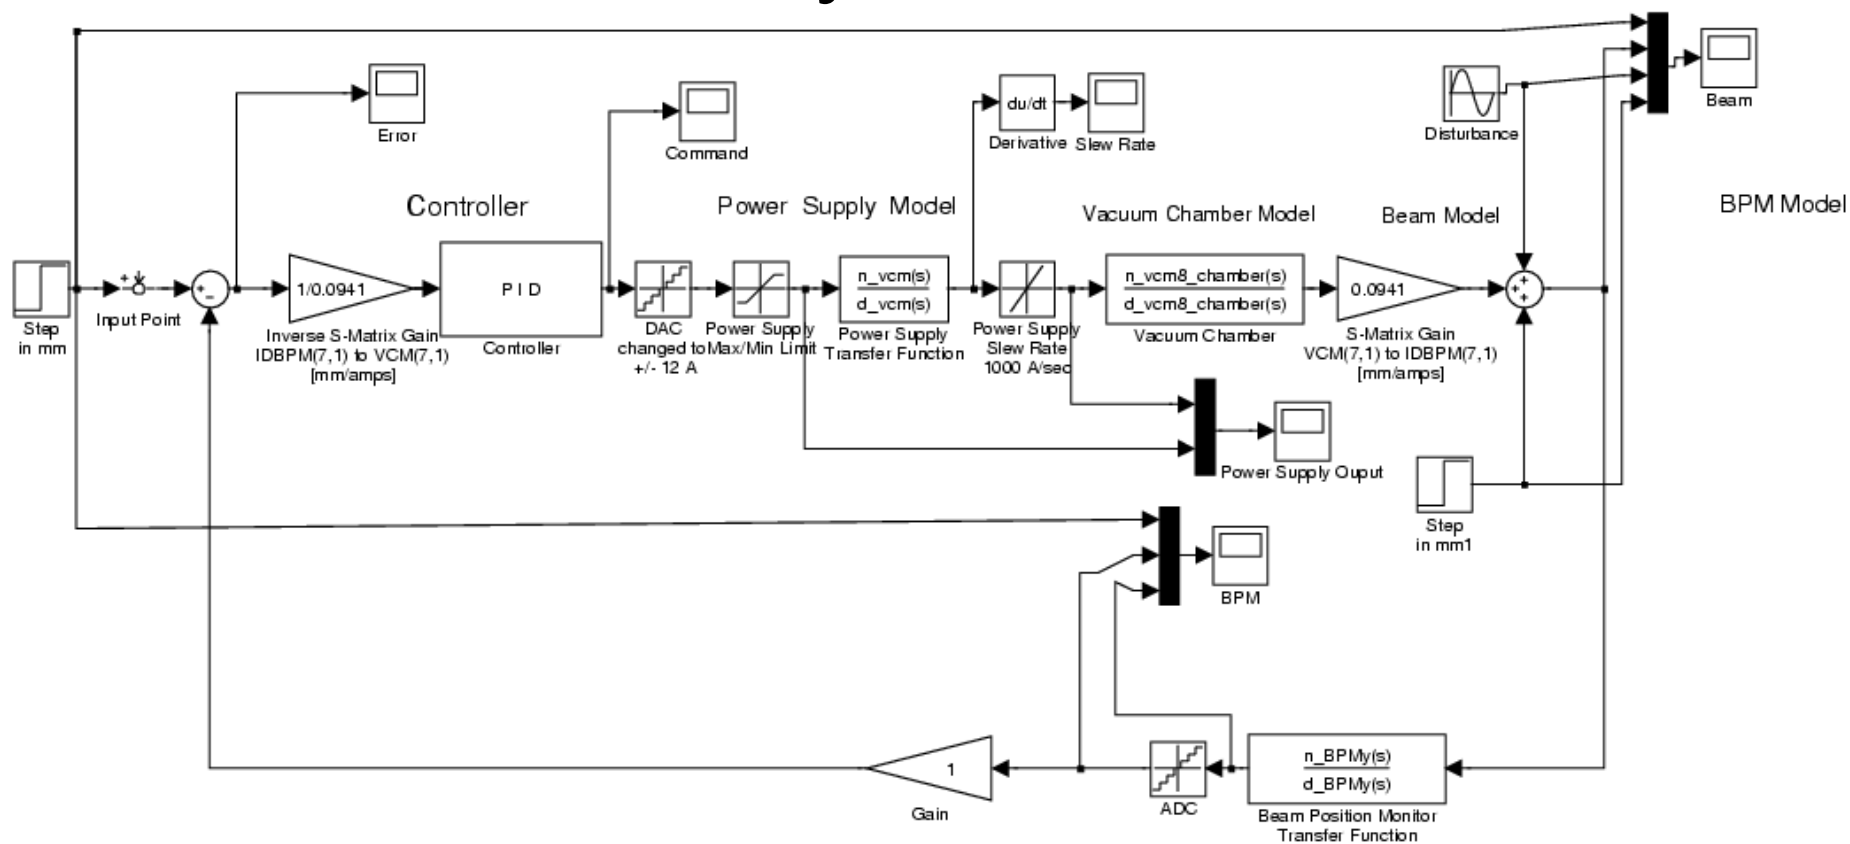 Beam
Disturbance
Error
Command
du/dt
Derivative
Slew Rate
Controller
Power Supply Model
Vacuum Chamber Model
Beam Model
BPM Model
Step
in mm
Input Point
1/0.0941
Inverse S-Matrix Gain
IDBPM(7,1) to VCM(7,1)
[mm/amps]
PID
Controller
DAC
changed to
+/- 12 A
Power Supply
Max/Min Limit
n_vcm(s)
d_vcm(s)
Power Supply
Transfer Function
Power Supply
Slew Rate
1000 A/sec
n_vcm8_chamber(s)
d_vcm8_chamber(s)
Vacuum Chamber
0.0941
S-Matrix Gain
VCM(7,1) to IDBPM(7,1)
[mm/amps]
Power Supply Ouput
Step
in mm1
BPM
1
Gain
ADC
n_BPMy(s)
d_BPMy(s)
Beam Position Monitor
Transfer Function